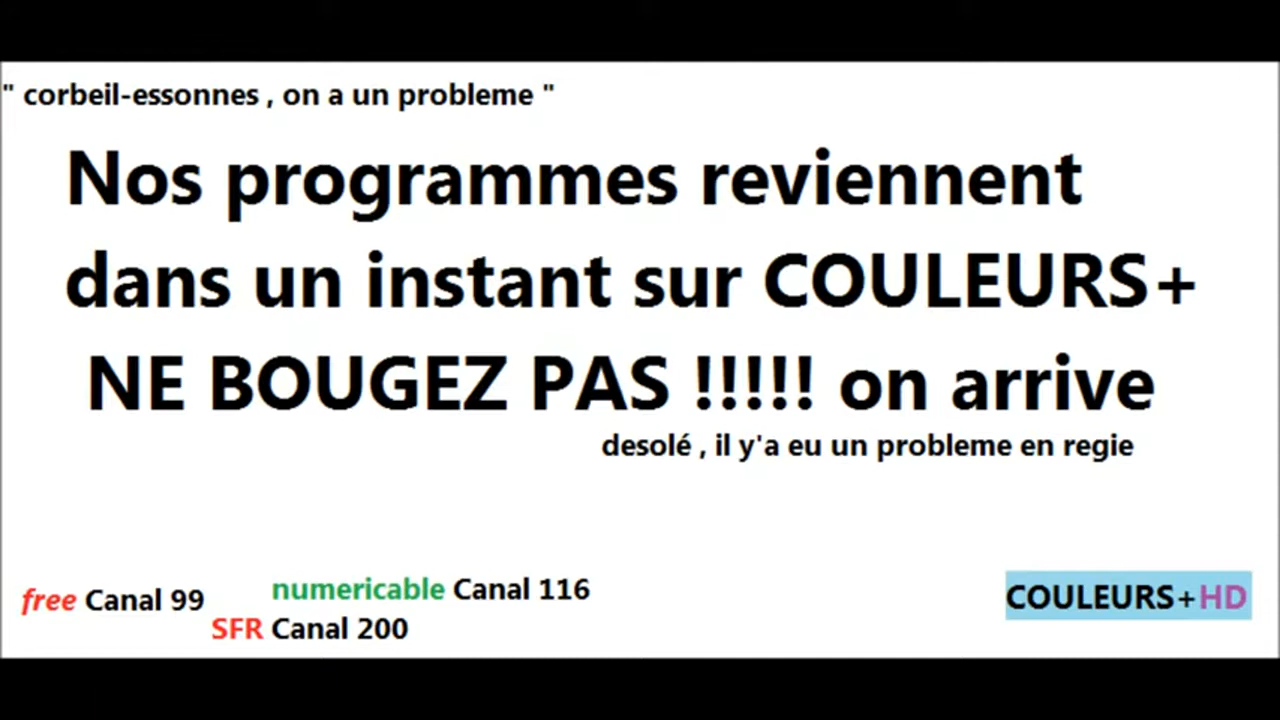 " corbeil-essonnes , on a un probleme "
Nos programmes reviennent
dans un instant sur COULEURS+
NE BOUGEZ PAS !!!!! on arrive
desolé , il y'a eu un probleme en regie
free Canal 99
numericable Canal 116
SFR Canal 200
COULEURS+HD